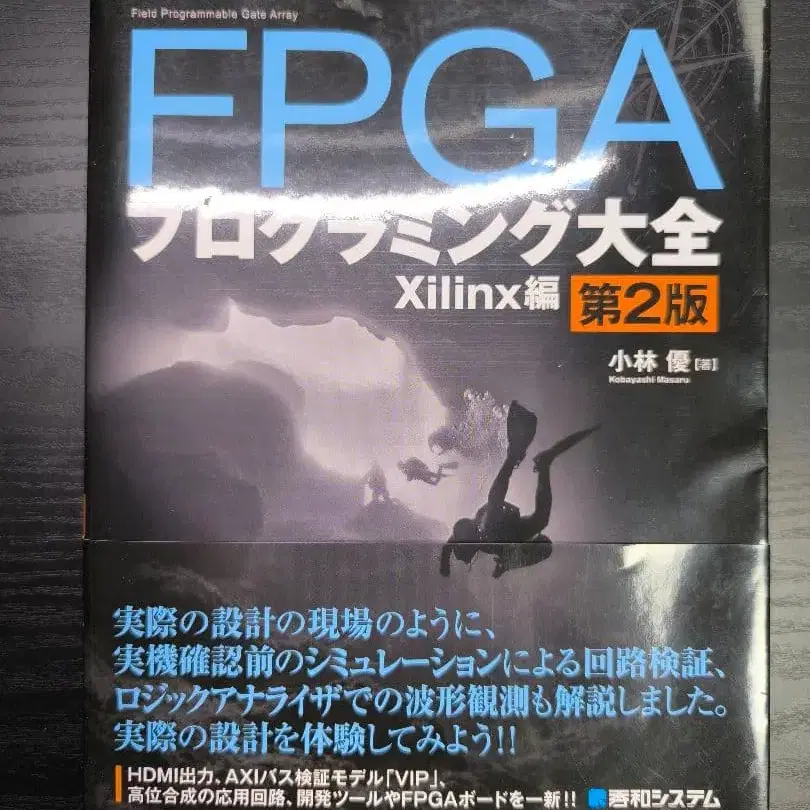 Field Programmable Gate Array
FPGA
プログラミング大全
Xilinx編 第2版
小林 優[著]
Kobayashi Masaru
実際の設計の現場のように、
実機確認前のシミュレーションによる回路検証、
ロジックアナライザでの波形観測も解説しました。
実際の設計を体験してみよう!!
HDMI出力、AXIバス検証モデル「VIP」、
高位合成の応用回路、開発ツールやFPGAボードを一新!!
秀和システム